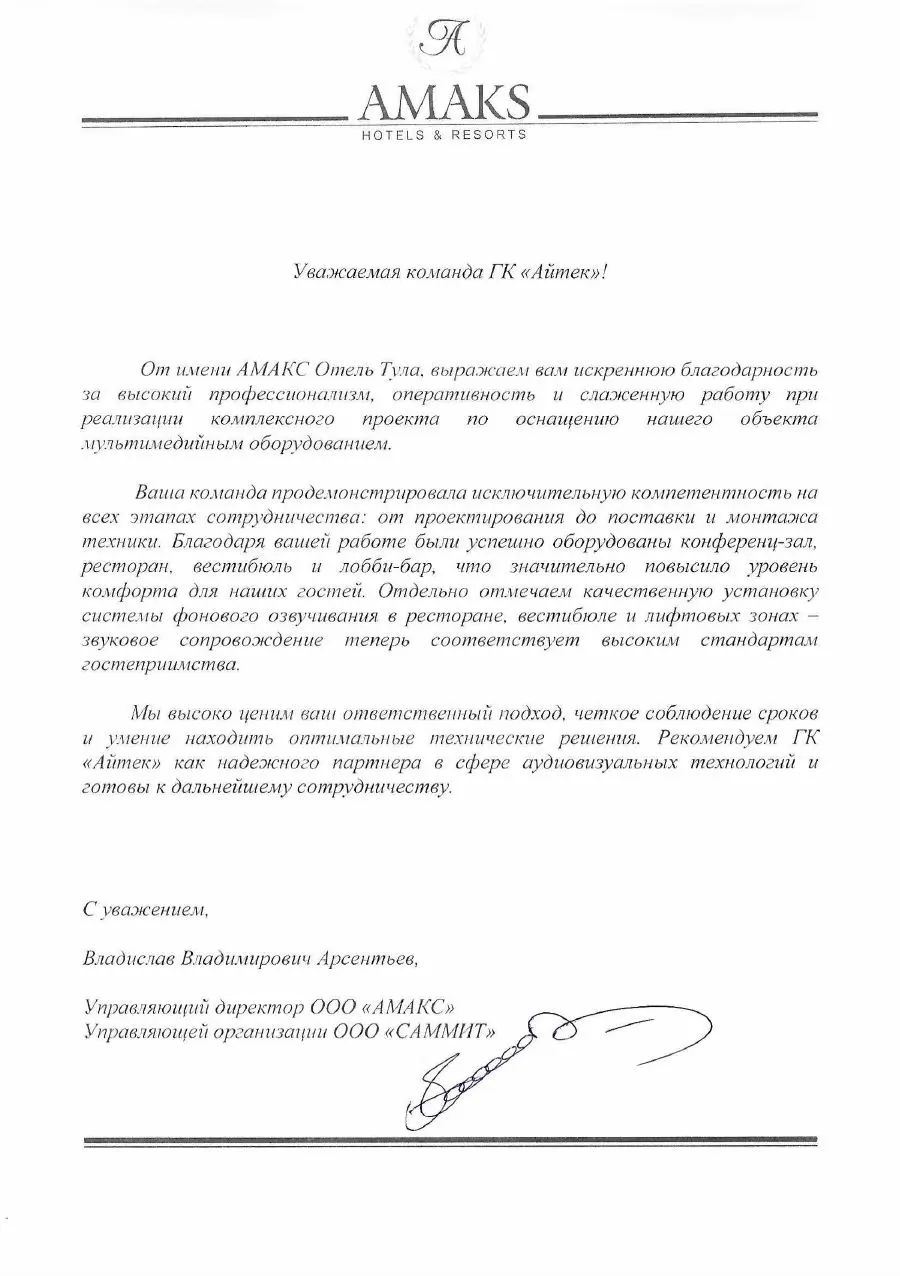 A
AMAKS
HOTELS & RESORTS
Уважаемая команда ГК «Айтек»!
От имени АМАКС Отель Тула, выражаем вам искреннюю благодарность
за высокий профессионализм, оперативность и слаженную работу при
реализации комплексного проекта по оснащению нашего объекта
мультимедийным оборудованием.
Ваша команда продемонстрировала исключительную компетентность на
всех этапах сотрудничества: от проектирования до поставки и монтажа
техники. Благодаря вашей работе были успешно оборудованы конференц-зал,
ресторан, вестибюль и лобби-бар, что значительно повысило уровень
комфорта для наших гостей. Отдельно отмечаем качественную установку
системы фонового озвучивания в ресторане, вестибюле и лифтовых зонах –
звуковое сопровождение теперь соответствует высоким стандартам
гостеприимства.
Мы высоко ценим ваш ответственный подход, четкое соблюдение сроков
и умение находить оптимальные технические решения. Рекомендуем ГК
«Айтек» как надежного партнера в сфере аудиовизуальных технологий и
готовы к дальнейшему сотрудничеству.
С уважением,
Владислав Владимирович Арсентьев,
Управляющий директор ООО «АМАКС»
Управляющей организации ООО «САММИТ»